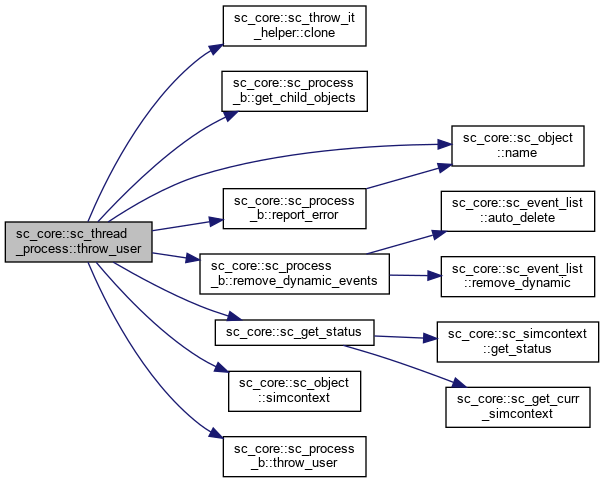 sc_core::sc_throw_it
_helper::clone
sc_core::sc_process
_b::get_child_objects
sc_core::sc_object
::name
sc_core::sc_process
_b::report_error
sc_core::sc_event_list
::auto_delete
sc_core::sc_thread
_process::throw_user
sc_core::sc_process
_b::remove_dynamic_events
sc_core::sc_event_list
::remove_dynamic
sc_core::sc_get_status
sc_core::sc_simcontext
::get_status
sc_core::sc_object
::simcontext
sc_core::sc_get_curr
_simcontext
sc_core::sc_process
_b::throw_user